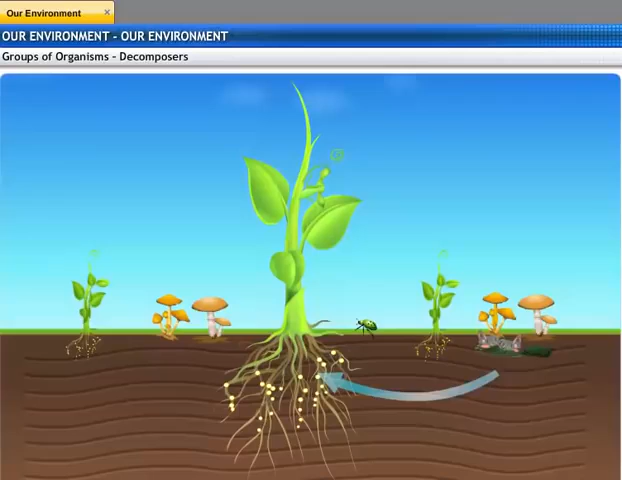 Our Environment
OUR ENVIRONMENT - OUR ENVIRONMENT
Groups of Organisms - Decomposers